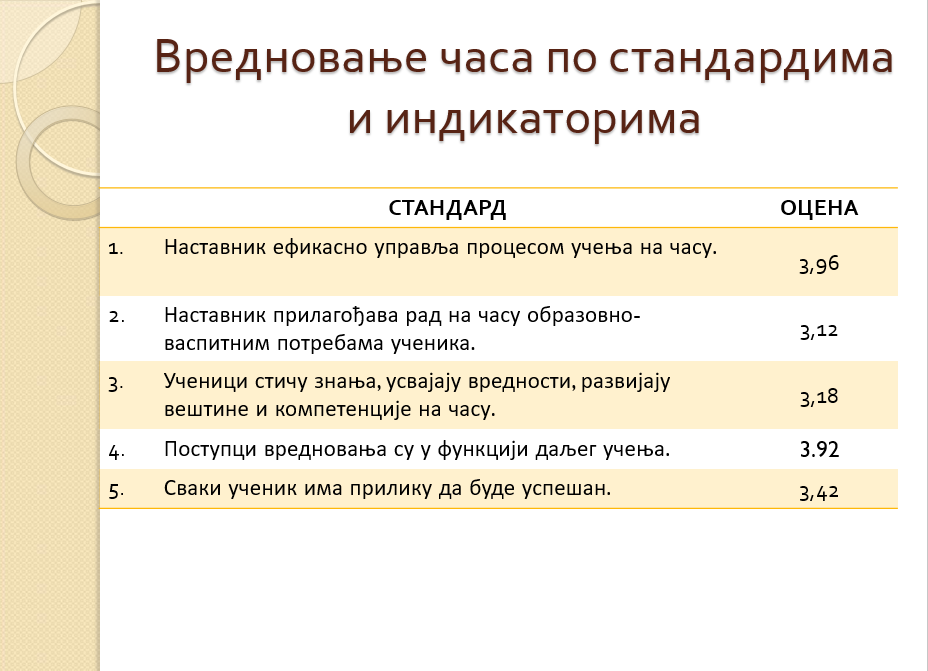 Вредновање часа по стандардима
и индикаторима
СТАНДАРД ОЦЕНА
1. Наставник ефикасно управља процесом учења на часу. 3,96
2. Наставник прилагођава рад на часу образовно-
васпитним потребама ученика. 3,12
3. Ученици стичу знања, усвајају вредности, развијају
вештине и компетенције на часу. 3,18
4. Поступци вредновања су у функцији даљег учења. 3.92
5. Сваки ученик има прилику да буде успешан. 3,42